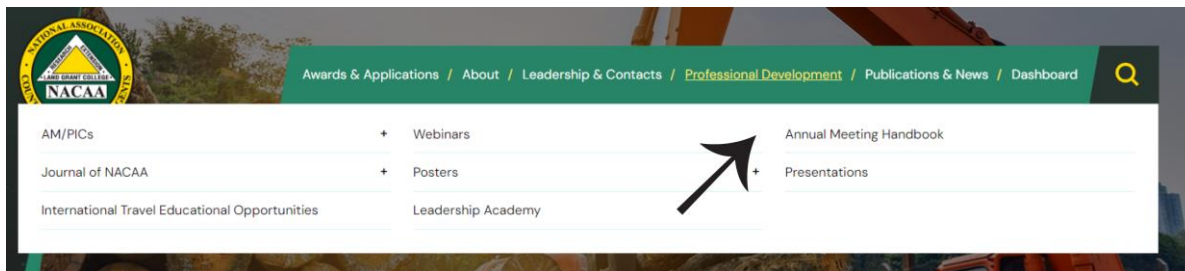 NATIONAL ASSOCIATION
RESEARCH EXTENSION
LAND GRANT COLLEGE
NACAA
Awards & Applications / About / Leadership & Contacts / Professional Development / Publications & News / Dashboard
AM/PICs + Webinars Annual Meeting Handbook
Journal of NACAA + Posters + Presentations
International Travel Educational Opportunities Leadership Academy